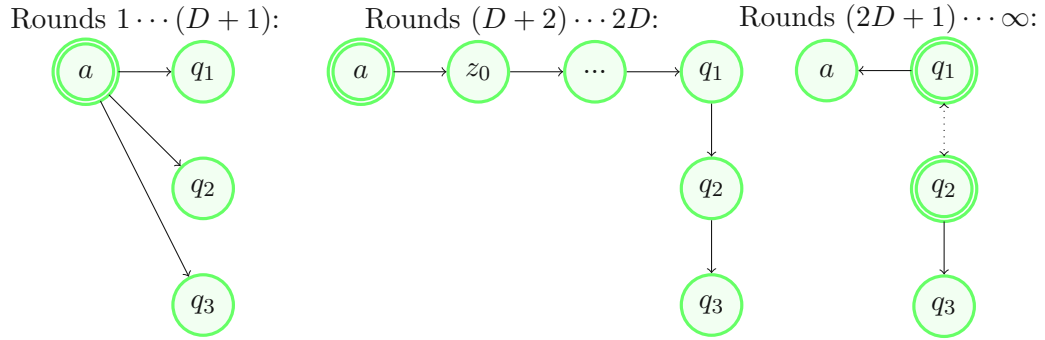 Rounds 1 ⋯ (D + 1):
Rounds (D + 2) ⋯ 2D:
Rounds (2D + 1) ⋯ ∞:
a
q₁
q₂
q₃
a
z₀
...
q₁
q₂
q₃
a
q₁
q₂
q₃